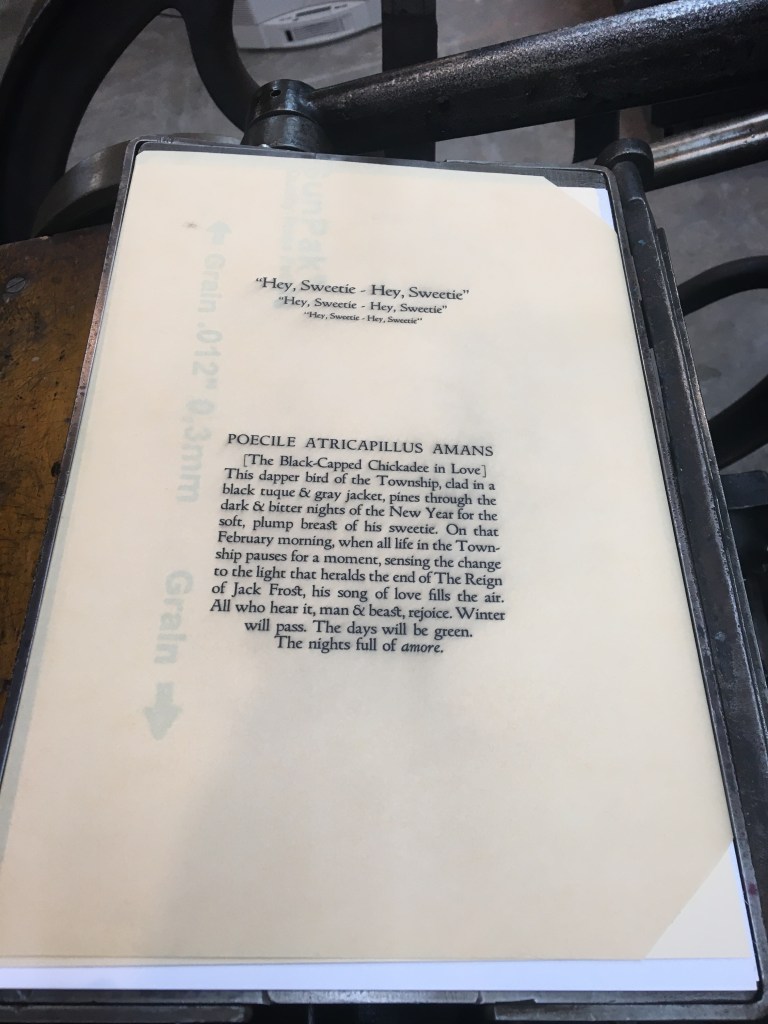 "Hey, Sweetie - Hey, Sweetie"
"Hey, Sweetie - Hey, Sweetie"
"Hey, Sweetie - Hey, Sweetie"
POECILE ATRICAPILLUS AMANS
[The Black-Capped Chickadee in Love]
This dapper bird of the Township, clad in a
black tuque & gray jacket, pines through the
dark & bitter nights of the New Year for the
soft, plump breast of his sweetie. On that
February morning, when all life in the Town-
ship pauses for a moment, sensing the change
to the light that heralds the end of The Reign
of Jack Frost, his song of love fills the air.
All who hear it, man & beast, rejoice. Winter
will pass. The days will be green.
The nights full of amore.
Grain .012" 0,3mm
Grain